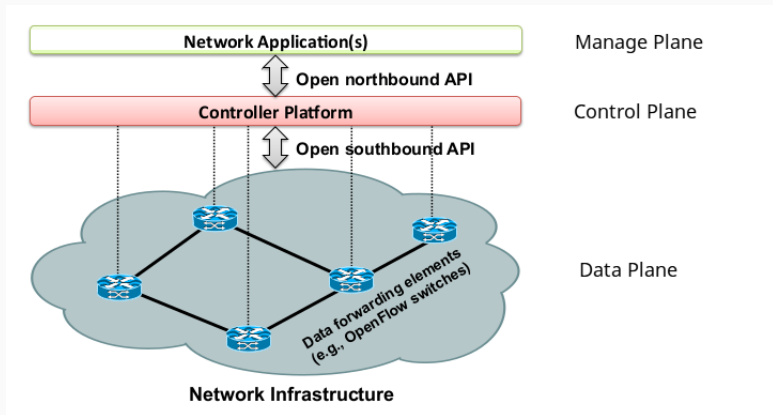 Network Application(s)
Manage Plane
Open northbound API
Controller Platform
Control Plane
Open southbound API
Data Plane
Data forwarding elements
(e.g., OpenFlow switches)
Network Infrastructure